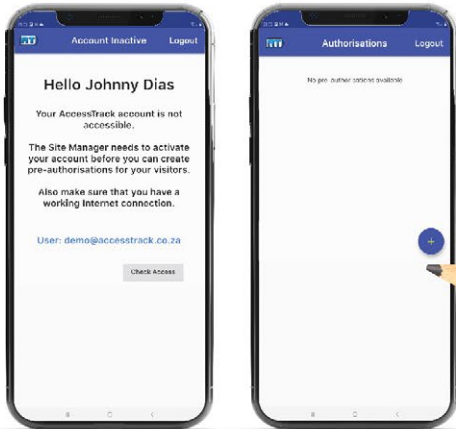 Account Inactive Logout
Hello Johnny Dias
Your AccessTrack account is not
accessible.
The Site Manager needs to activate
your account before you can create
pre-authorisations for your visitors.
Also make sure that you have a
working Internet connection.
User: demo@accesstrack.co.za
Check Access
Authorisations Logout
No pre-authorisations available
+